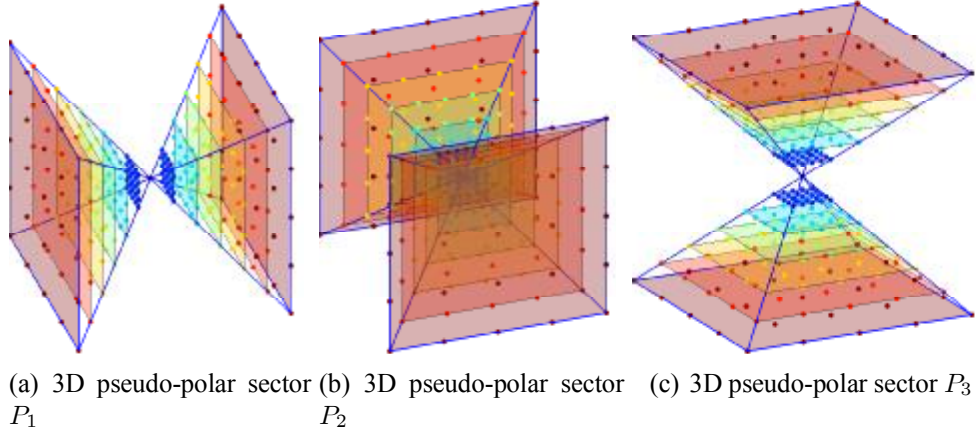 (a) 3D pseudo-polar sector P₁
(b) 3D pseudo-polar sector P₂
(c) 3D pseudo-polar sector P₃